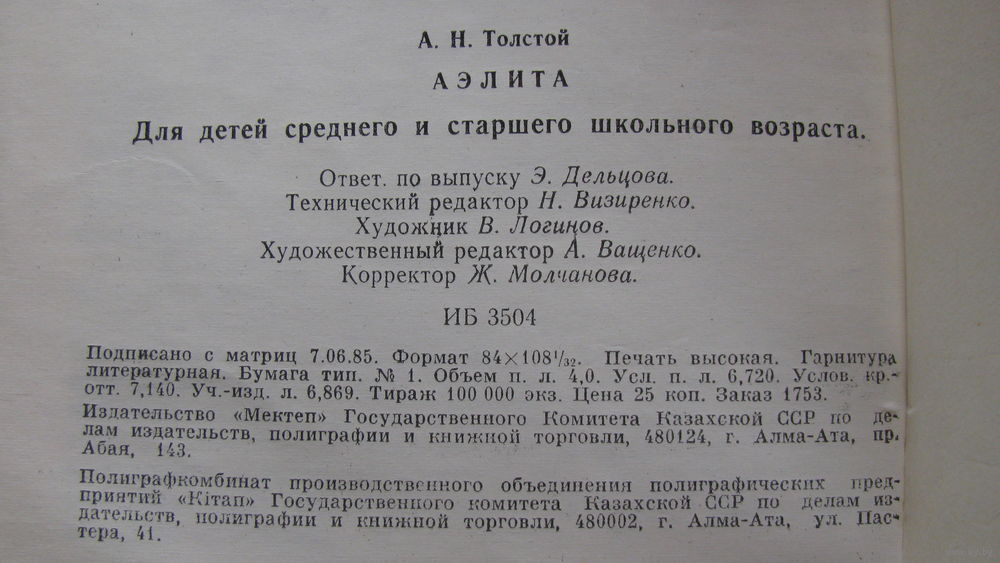 А. Н. Толстой
АЭЛИТА
Для детей среднего и старшего школьного возраста.
Ответ. по выпуску Э. Дельцова.
Технический редактор Н. Визиренко.
Художник В. Логинов.
Художественный редактор А. Ващенко.
Корректор Ж. Молчанова.
ИБ 3504
Подписано с матриц 7.06.85. Формат 84×108¹/₃₂. Печать высокая. Гарнитура
литературная. Бумага тип. № 1. Объем п. л. 4,0. Усл. п. л. 6,720. Услов. кр.-
отт. 7,140. Уч.-изд. л. 6,869. Тираж 100 000 экз. Цена 25 коп. Заказ 1753.
Издательство «Мектеп» Государственного Комитета Казахской ССР по де-
лам издательств, полиграфии и книжной торговли, 480124, г. Алма-Ата, пр.
Абая, 143.
Полиграфкомбинат производственного объединения полиграфических пред-
приятий «Кітап» Государственного комитета Казахской ССР по делам из-
дательств, полиграфии и книжной торговли, 480002, г. Алма-Ата, ул. Пас-
тера, 41.